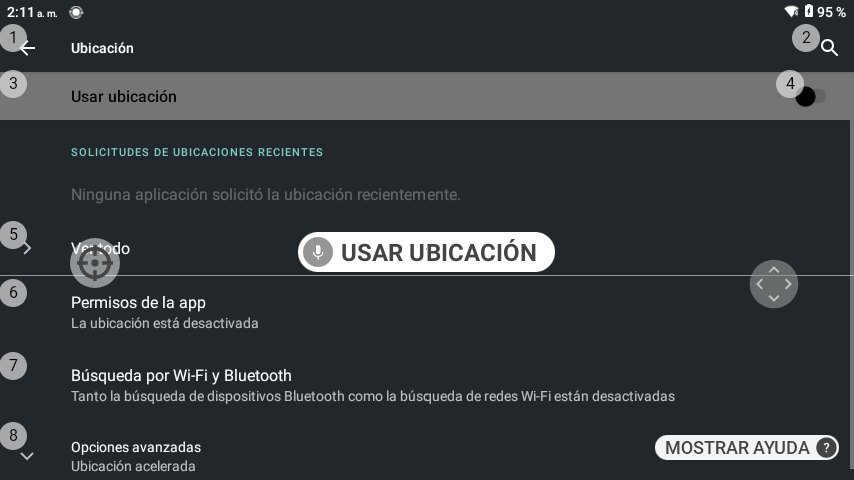 2:11 a. m.
95 %
1
Ubicación
2
3
Usar ubicación
4
SOLICITUDES DE UBICACIONES RECIENTES
Ninguna aplicación solicitó la ubicación recientemente.
5
Ver todo
USAR UBICACIÓN
6
Permisos de la app
La ubicación está desactivada
7
Búsqueda por Wi-Fi y Bluetooth
Tanto la búsqueda de dispositivos Bluetooth como la búsqueda de redes Wi-Fi están desactivadas
8
Opciones avanzadas
Ubicación acelerada
MOSTRAR AYUDA ?